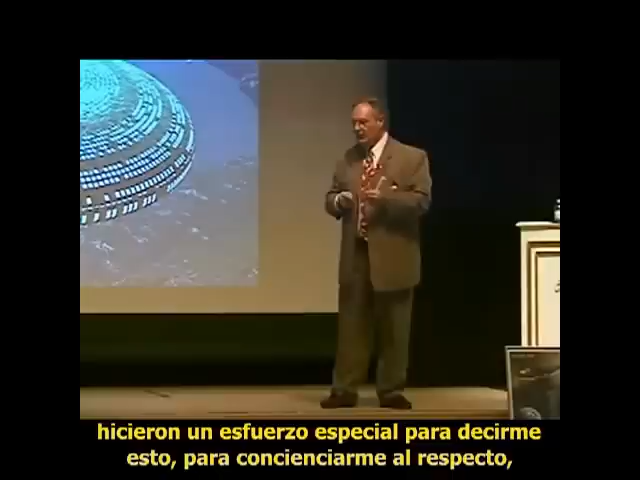 hicieron un esfuerzo especial para decirme
esto, para concienciarme al respecto,